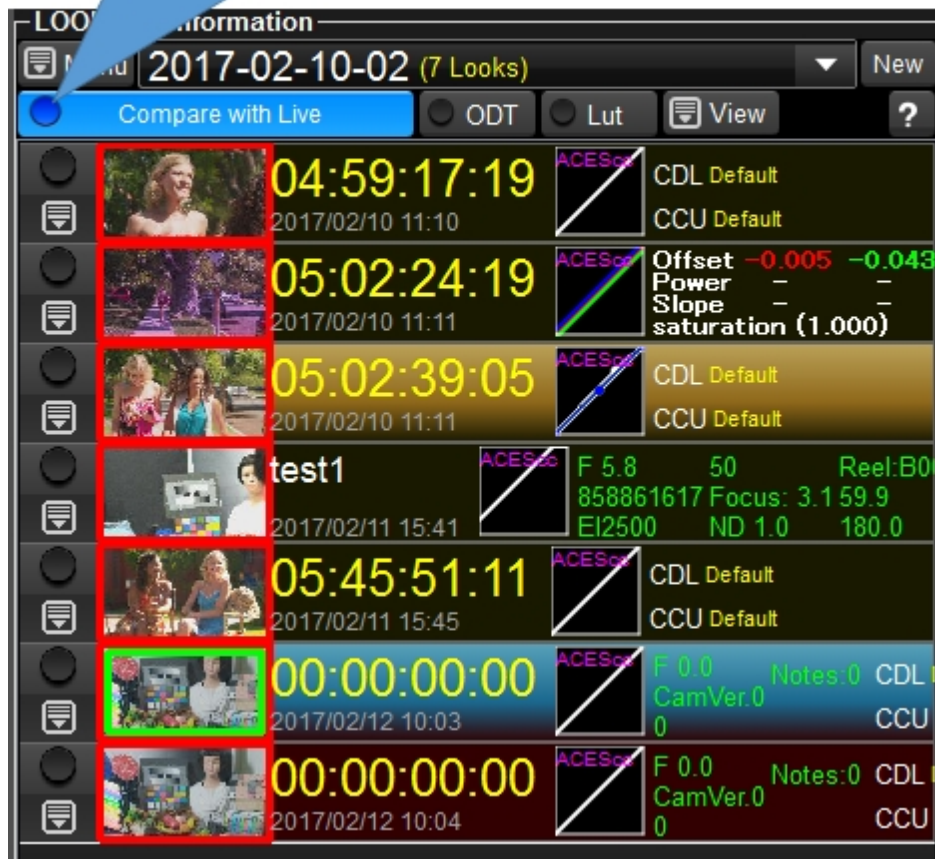 LOO nformation
nu 2017-02-10-02 (7 Looks) New
Compare with Live ODT Lut View ?
04:59:17:19 ACEScc CDL Default
2017/02/10 11:10 CCU Default
05:02:24:19 ACEScc Offset -0.005 -0.043
Power - -
Slope - -
2017/02/10 11:11 saturation (1.000)
05:02:39:05 ACEScc CDL Default
2017/02/10 11:11 CCU Default
test1 ACEScc F 5.8 50 Reel:B00
858861617 Focus: 3.1 59.9
2017/02/11 15:41 EI2500 ND 1.0 180.0
05:45:51:11 ACEScc CDL Default
2017/02/11 15:45 CCU Default
00:00:00:00 ACEScc F 0.0 Notes:0 CDL
CamVer.0
2017/02/12 10:03 0 CCU
00:00:00:00 ACEScc F 0.0 Notes:0 CDL
CamVer.0
2017/02/12 10:04 0 CCU